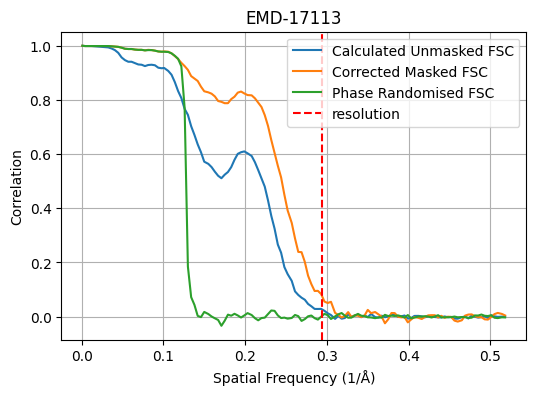 EMD-17113
Calculated Unmasked FSC
Corrected Masked FSC
Phase Randomised FSC
resolution
Correlation
1.0
0.8
0.6
0.4
0.2
0.0
0.0
0.1
0.2
0.3
0.4
0.5
Spatial Frequency (1/Å)